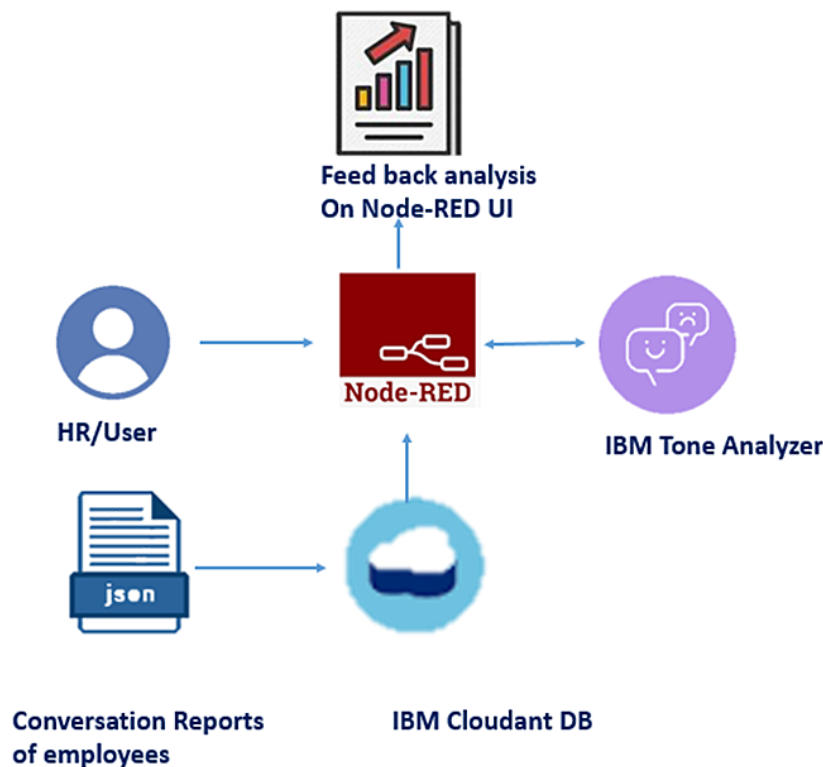 Feed back analysis
On Node-RED UI
Node-RED
HR/User
IBM Tone Analyzer
json
Conversation Reports
of employees
IBM Cloudant DB